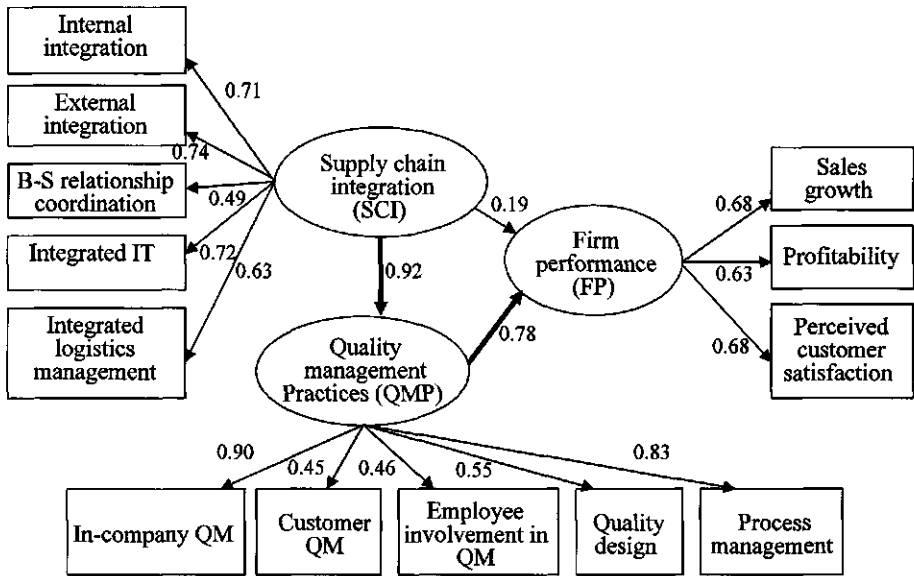 Internal
integration
0.71
External
integration
0.74
B-S relationship
coordination
0.49
Integrated IT
0.72
0.63
Integrated
logistics
management
Supply chain
integration
(SCI)
0.19
0.92
Firm
performance
(FP)
0.78
Quality
management
Practices (QMP)
0.68
Sales
growth
0.63
Profitability
0.68
Perceived
customer
satisfaction
0.90
0.45
0.46
0.55
0.83
In-company QM
Customer
QM
Employee
involvement in
QM
Quality
design
Process
management